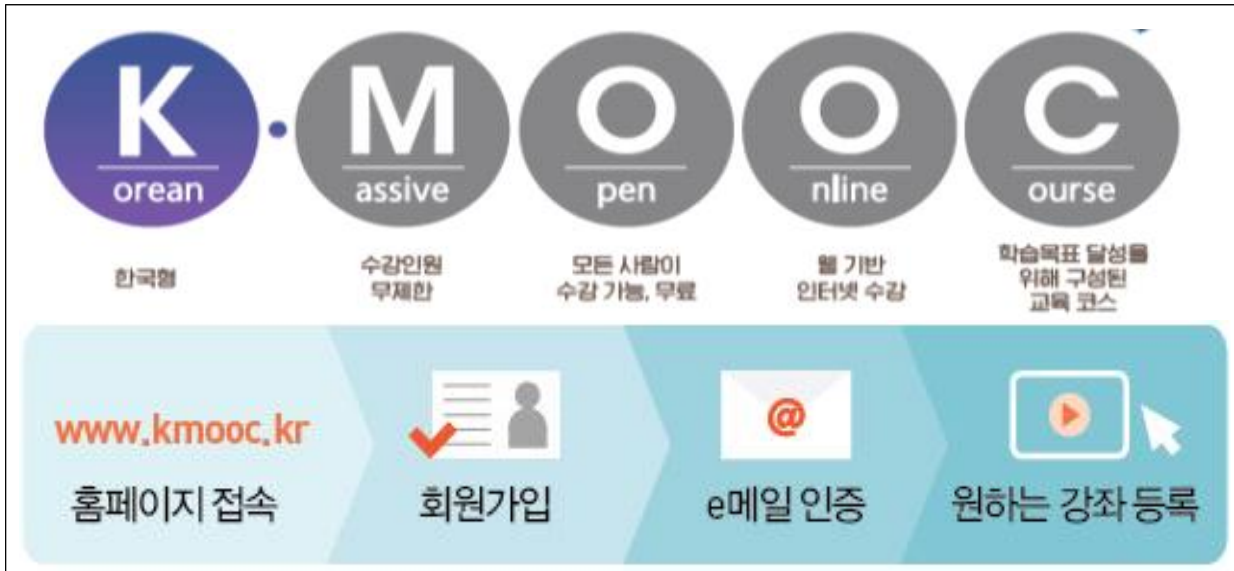 K · M O O C
orean assive pen nline ourse
한국형
수강인원
무제한
모든 사람이
수강 가능, 무료
웹 기반
인터넷 수강
학습목표 달성을
위해 구성된
교육 코스
www.kmooc.kr
홈페이지 접속
회원가입
@
e메일 인증
원하는 강좌 등록